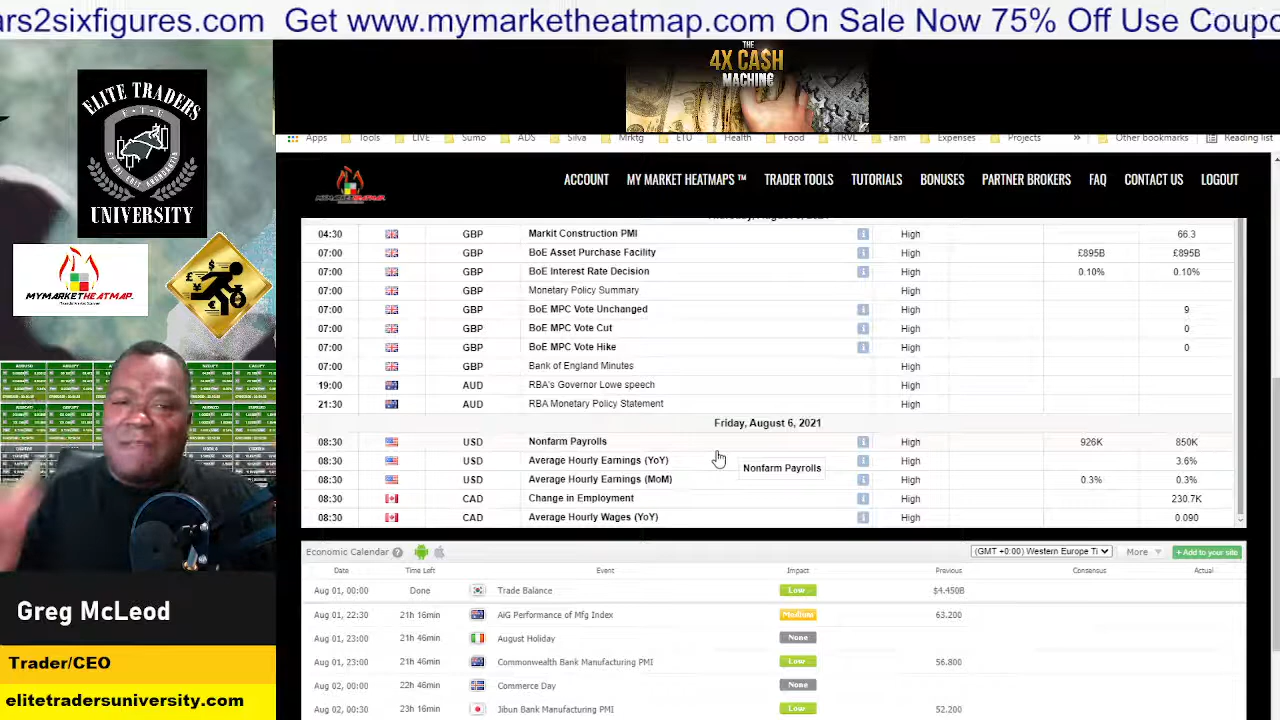 ars2sixfigures.com Get www.mymarketheatmap.com On Sale Now 75% Off Use Coupo
THE
4X CASH
MACHINE
ELITE TRADERS
E T U
UNIVERSITY
MYMARKETHEATMAP
Apps Tools LIVE Sumo ADS Silva Mrktg ETU Health Food TRVL Fam Expenses Projects » Other bookmarks Reading list
MYMARKETHEATMAP
ACCOUNT MY MARKET HEATMAPS ™ TRADER TOOLS TUTORIALS BONUSES PARTNER BROKERS FAQ CONTACT US LOGOUT
04:30 GBP Markit Construction PMI High 66.3
07:00 GBP BoE Asset Purchase Facility High £895B £895B
07:00 GBP BoE Interest Rate Decision High 0.10% 0.10%
07:00 GBP Monetary Policy Summary High
07:00 GBP BoE MPC Vote Unchanged High 9
07:00 GBP BoE MPC Vote Cut High 0
07:00 GBP BoE MPC Vote Hike High 0
07:00 GBP Bank of England Minutes High
19:00 AUD RBA's Governor Lowe speech High
21:30 AUD RBA Monetary Policy Statement High
Friday, August 6, 2021
08:30 USD Nonfarm Payrolls High 926K 850K
08:30 USD Average Hourly Earnings (YoY) High 3.6%
Nonfarm Payrolls
08:30 USD Average Hourly Earnings (MoM) High 0.3% 0.3%
08:30 CAD Change in Employment High 230.7K
08:30 CAD Average Hourly Wages (YoY) High 0.090
Economic Calendar ? (GMT +0:00) Western Europe Ti More + Add to your site
Date Time Left Event Impact Previous Consensus Actual
Aug 01, 00:00 Done Trade Balance Low $4.450B
Aug 01, 22:30 21h 16min AiG Performance of Mfg Index Medium 63.200
Aug 01, 23:00 21h 46min August Holiday None
Aug 01, 23:00 21h 46min Commonwealth Bank Manufacturing PMI Low 56.800
Aug 02, 00:00 22h 46min Commerce Day None
Aug 02, 00:30 23h 16min Jibun Bank Manufacturing PMI Low 52.200
Greg McLeod
Trader/CEO
elitetradersuniversity.com